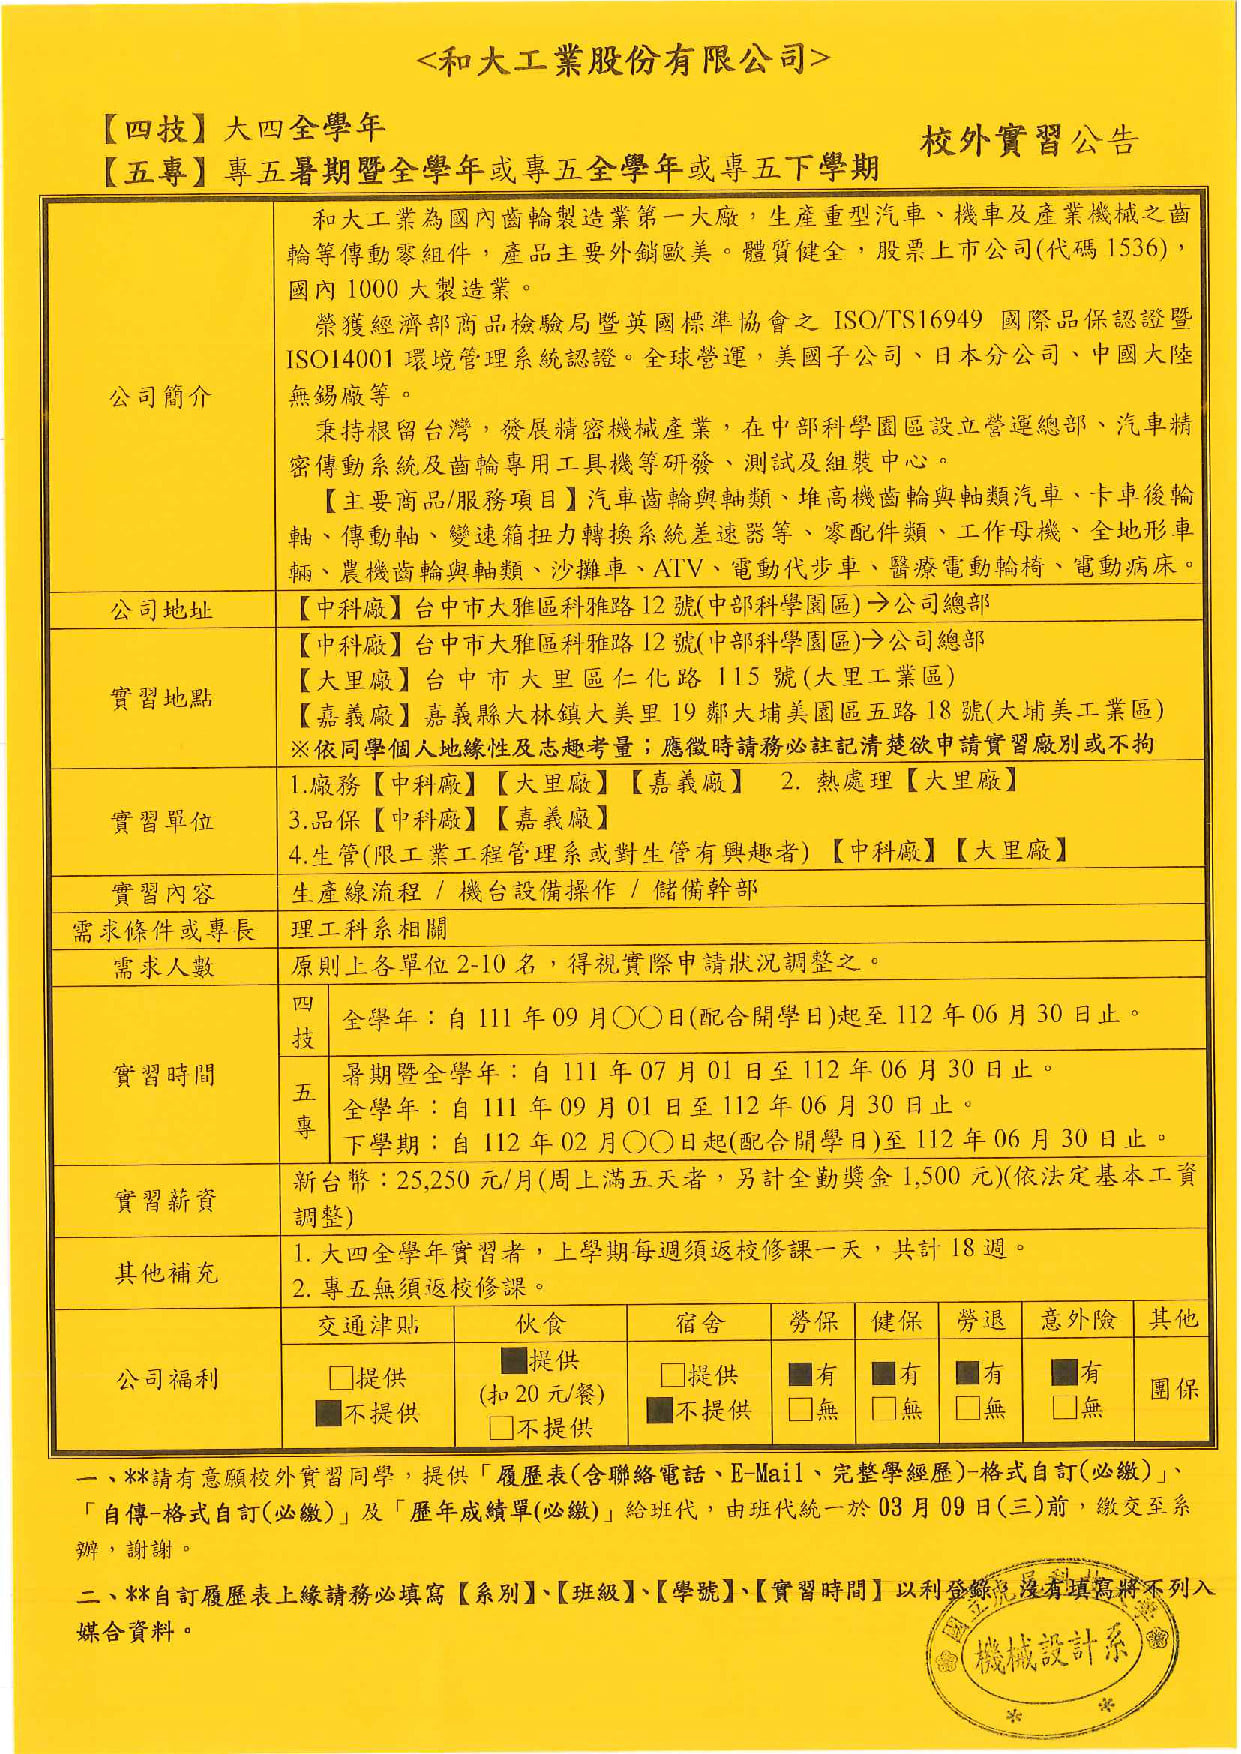 <和大工業股份有限公司>
【四技】大四全學年
校外實習公告
【五專】專五暑期暨全學年或專五全學年或專五下學期
公司簡介
和大工業為國內齒輪製造業第一大廠，生產重型汽車、機車及產業機械之齒
輪等傳動零組件，產品主要外銷歐美。體質健全，股票上市公司(代碼 1536)，
國內 1000 大製造業。
榮獲經濟部商品檢驗局暨英國標準協會之 ISO/TS16949 國際品保認證暨
ISO14001 環境管理系統認證。全球營運，美國子公司、日本分公司、中國大陸
無錫廠等。
秉持根留台灣，發展精密機械產業，在中部科學園區設立營運總部、汽車精
密傳動系統及齒輪專用工具機等研發、測試及組裝中心。
【主要商品/服務項目】汽車齒輪與軸類、堆高機齒輪與軸類汽車、卡車後輪
軸、傳動軸、變速箱扭力轉換系統差速器等、零配件類、工作母機、全地形車
輛、農機齒輪與軸類、沙攤車、ATV、電動代步車、醫療電動輪椅、電動病床。
公司地址
【中科廠】台中市大雅區科雅路 12 號(中部科學園區)→公司總部
實習地點
【中科廠】台中市大雅區科雅路 12 號(中部科學園區)→公司總部
【大里廠】台中市大里區仁化路 115 號(大里工業區)
【嘉義廠】嘉義縣大林鎮大美里 19 鄰大埔美園區五路 18 號(大埔美工業區)
※依同學個人地緣性及志趣考量；應徵時請務必註記清楚欲申請實習廠別或不拘
實習單位
1.廠務【中科廠】【大里廠】【嘉義廠】 2. 熱處理【大里廠】
3.品保【中科廠】【嘉義廠】
4.生管(限工業工程管理系或對生管有興趣者) 【中科廠】【大里廠】
實習內容
生產線流程 / 機台設備操作 / 儲備幹部
需求條件或專長
理工科系相關
需求人數
原則上各單位 2-10 名，得視實際申請狀況調整之。
實習時間
四技
全學年：自 111 年 09 月○○日(配合開學日)起至 112 年 06 月 30 日止。
五專
暑期暨全學年：自 111 年 07 月 01 日至 112 年 06 月 30 日止。
全學年：自 111 年 09 月 01 日至 112 年 06 月 30 日止。
下學期：自 112 年 02 月○○日起(配合開學日)至 112 年 06 月 30 日止。
實習薪資
新台幣：25,250 元/月(周上滿五天者，另計全勤獎金 1,500 元)(依法定基本工資
調整)
其他補充
1. 大四全學年實習者，上學期每週須返校修課一天，共計 18 週。
2. 專五無須返校修課。
公司福利
交通津貼 伙食 宿舍 勞保 健保 勞退 意外險 其他
□提供 ■不提供
■提供 (扣 20 元/餐) □不提供
□提供 ■不提供
■有 □無
■有 □無
■有 □無
■有 □無
團保
一、**請有意願校外實習同學，提供「履歷表(含聯絡電話、E-Mail、完整學經歷)-格式自訂(必繳)」、
「自傳-格式自訂(必繳)」及「歷年成績單(必繳)」給班代，由班代統一於 03 月 09 日(三)前，繳交至系
辦，謝謝。
二、**自訂履歷表上緣請務必填寫【系別】、【班級】、【學號】、【實習時間】以利登錄，沒有填寫將不列入
媒合資料。
國立虎尾科技大學
機械設計系